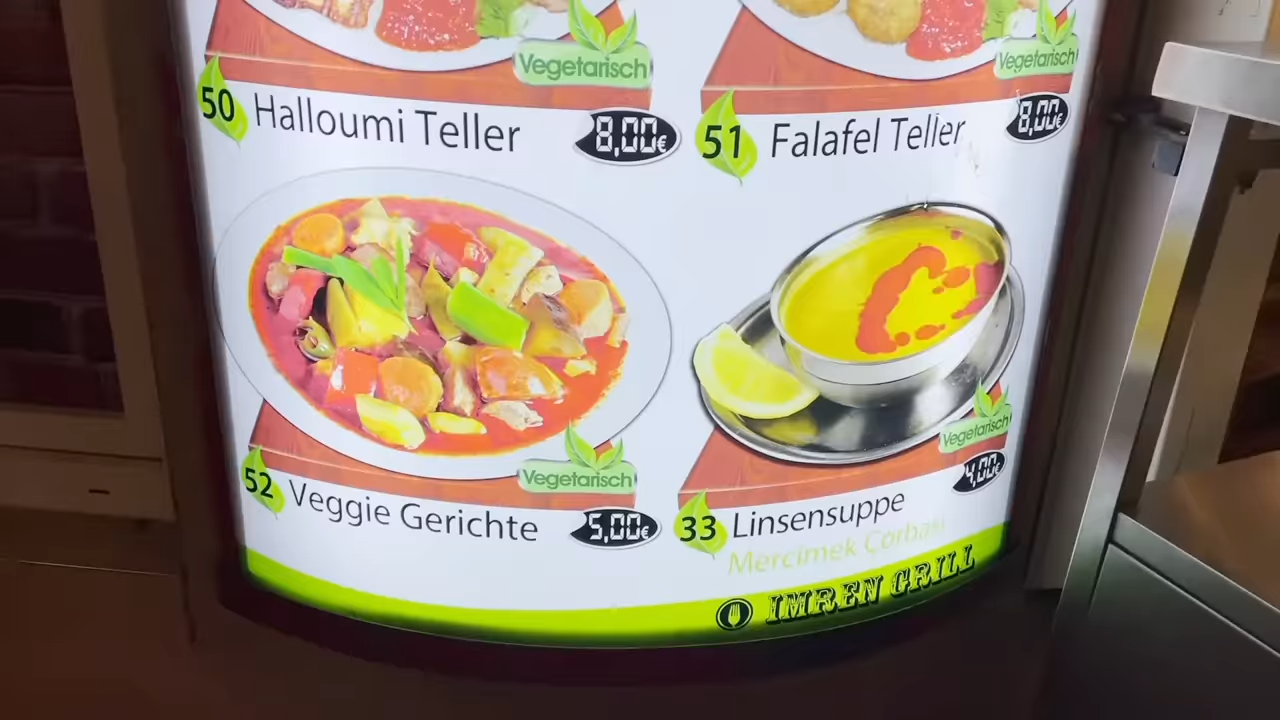 Vegetarisch
Vegetarisch
50 Halloumi Teller 8,00€
51 Falafel Teller 8,00€
Vegetarisch
52 Veggie Gerichte 5,00€
Vegetarisch
33 Linsensuppe 4,00€
Mercimek Çorbası
IMREN GRILL